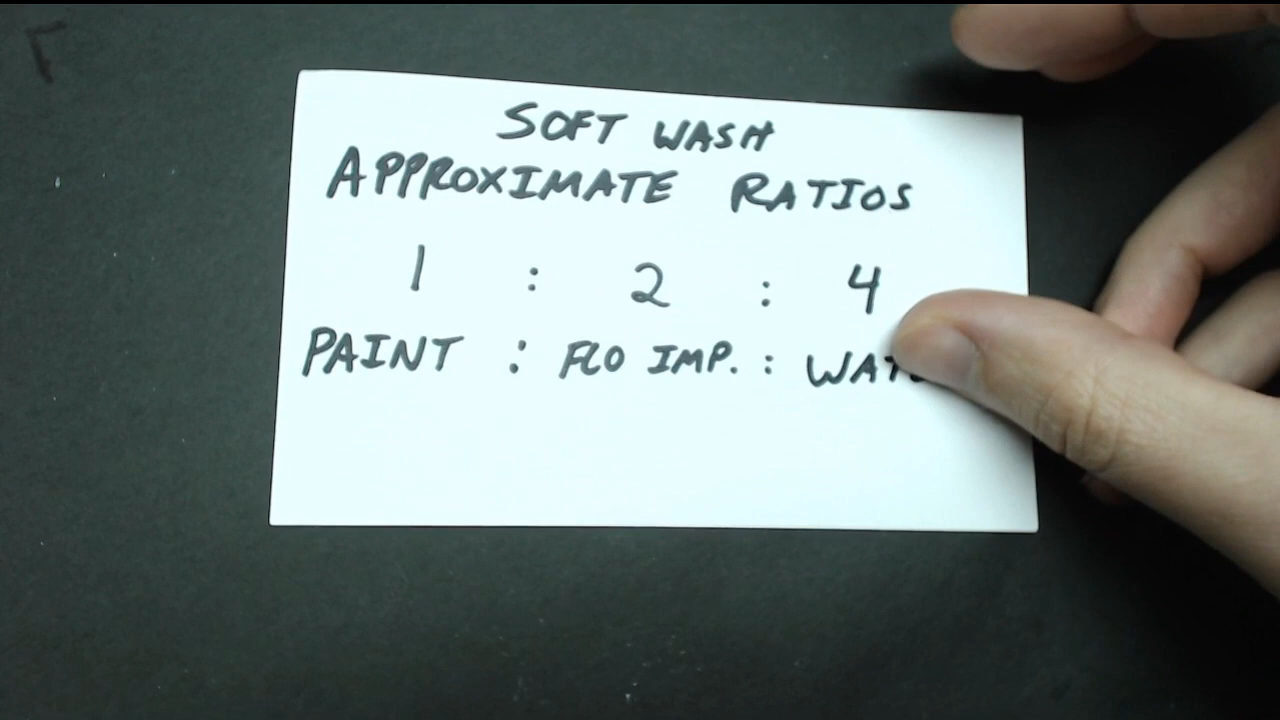 SOFT WASH
APPROXIMATE RATIOS
1 : 2 : 4
PAINT : FLO IMP. :